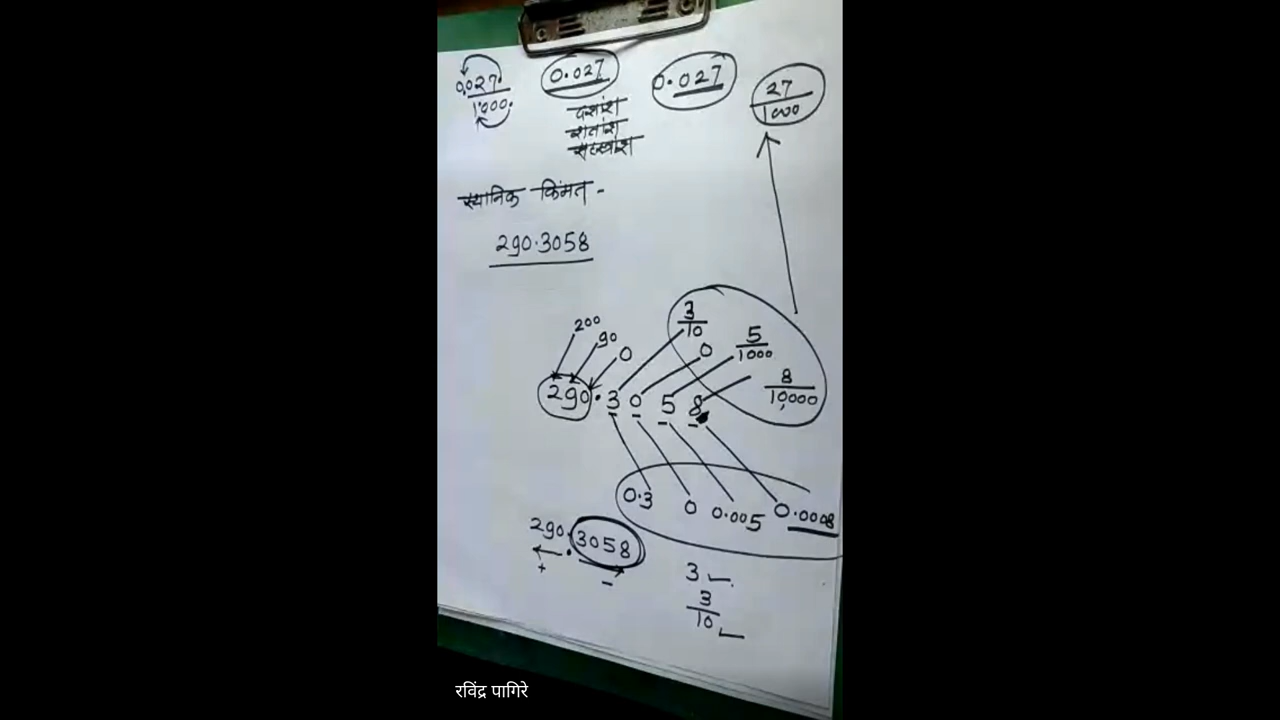 0.027 / 1000. 0.027 0.027 27/1000
दशांश
शतांश
सहस्त्रांश
स्थानिक किंमत -
290.3058
200 90 0 3/10 0 5/1000 8/10,000
290.3058
0.3 0 0.005 0.0008
290.3058
+ -
3
3/10
रविंद्र पागिरे